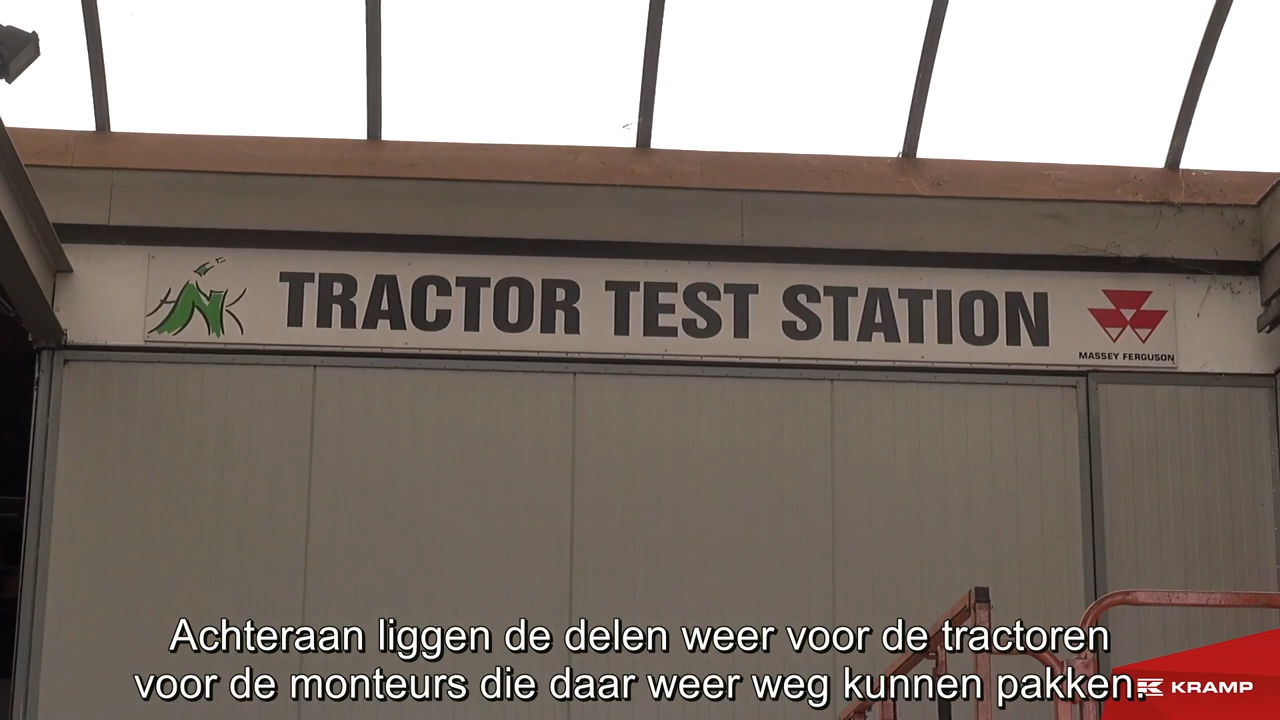 HNK TRACTOR TEST STATION
MASSEY FERGUSON
Achteraan liggen de delen weer voor de tractoren
voor de monteurs die daar weer weg kunnen pakken.
KRAMP